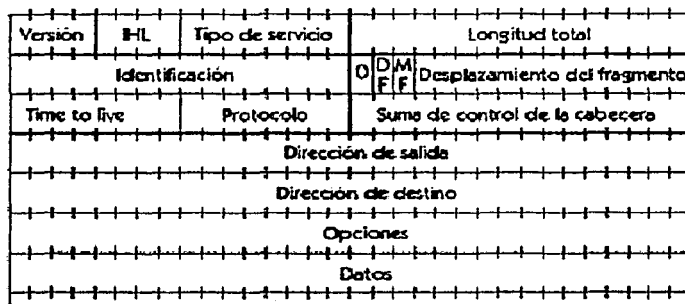 Versión IHL Tipo de servicio Longitud total
Identificación 0 DF MF Desplazamiento del fragmento
Time to live Protocolo Suma de control de la cabecera
Dirección de salida
Dirección de destino
Opciones
Datos